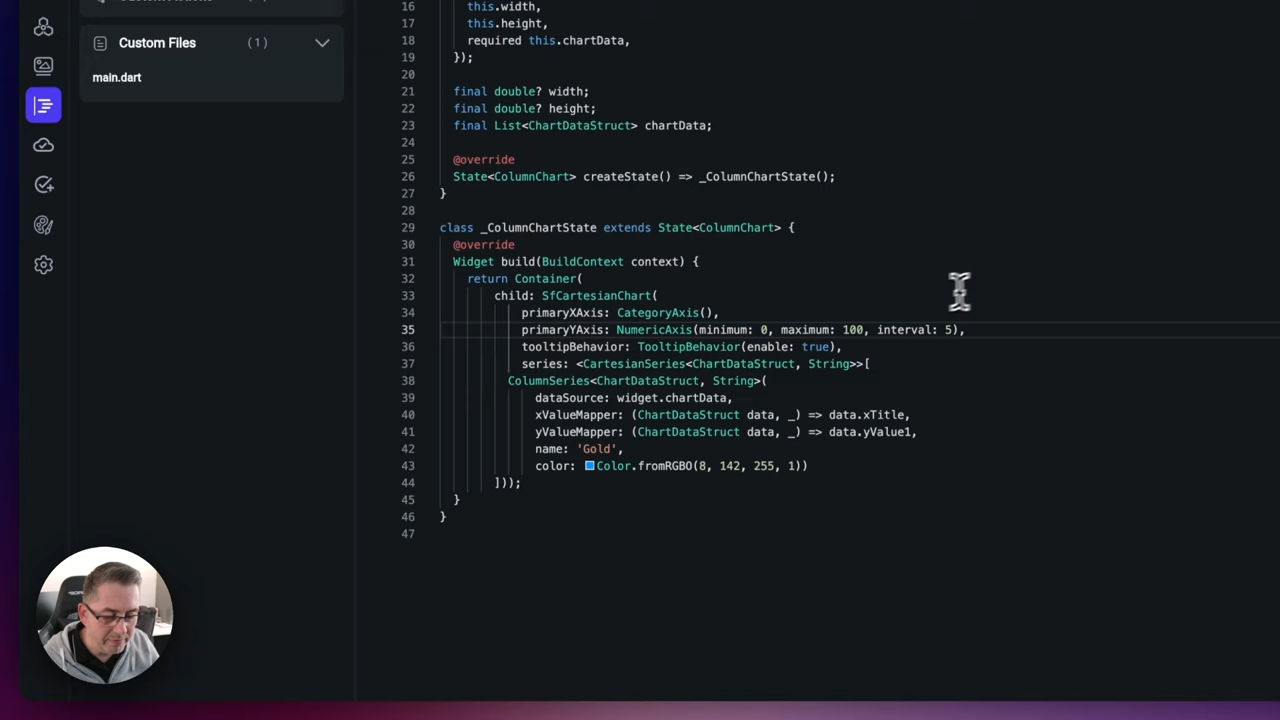 Custom Files (1)
main.dart
16 this.width,
17 this.height,
18 required this.chartData,
19 });
20
21 final double? width;
22 final double? height;
23 final List<ChartDataStruct> chartData;
24
25 @override
26 State<ColumnChart> createState() => _ColumnChartState();
27 }
28
29 class _ColumnChartState extends State<ColumnChart> {
30 @override
31 Widget build(BuildContext context) {
32 return Container(
33 child: SfCartesianChart(
34 primaryXAxis: CategoryAxis(),
35 primaryYAxis: NumericAxis(minimum: 0, maximum: 100, interval: 5),
36 tooltipBehavior: TooltipBehavior(enable: true),
37 series: <CartesianSeries<ChartDataStruct, String>>[
38 ColumnSeries<ChartDataStruct, String>(
39 dataSource: widget.chartData,
40 xValueMapper: (ChartDataStruct data, _) => data.xTitle,
41 yValueMapper: (ChartDataStruct data, _) => data.yValue1,
42 name: 'Gold',
43 color: Color.fromRGBO(8, 142, 255, 1))
44 ]));
45 }
46 }
47